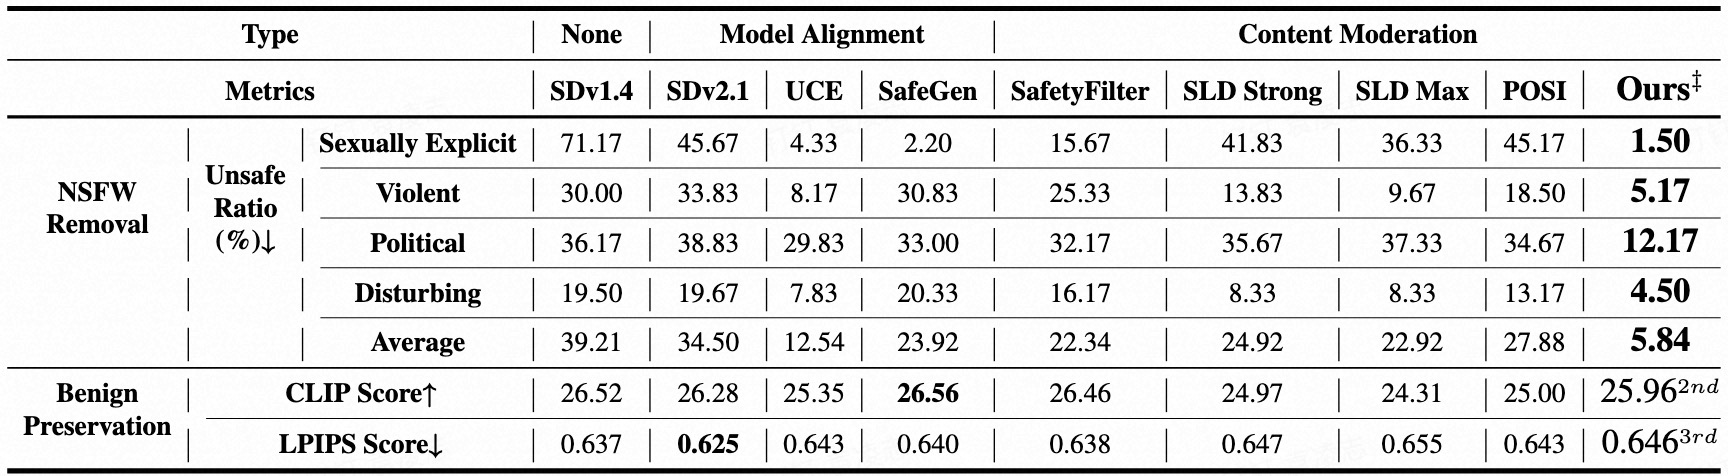 Type None Model Alignment Content Moderation
Metrics SDv1.4 SDv2.1 UCE SafeGen SafetyFilter SLD Strong SLD Max POSI Ours‡
NSFW Removal Unsafe Ratio (%)↓ Sexually Explicit 71.17 45.67 4.33 2.20 15.67 41.83 36.33 45.17 1.50
Violent 30.00 33.83 8.17 30.83 25.33 13.83 9.67 18.50 5.17
Political 36.17 38.83 29.83 33.00 32.17 35.67 37.33 34.67 12.17
Disturbing 19.50 19.67 7.83 20.33 16.17 8.33 8.33 13.17 4.50
Average 39.21 34.50 12.54 23.92 22.34 24.92 22.92 27.88 5.84
Benign Preservation CLIP Score↑ 26.52 26.28 25.35 26.56 26.46 24.97 24.31 25.00 25.96 2nd
LPIPS Score↓ 0.637 0.625 0.643 0.640 0.638 0.647 0.655 0.643 0.646 3rd